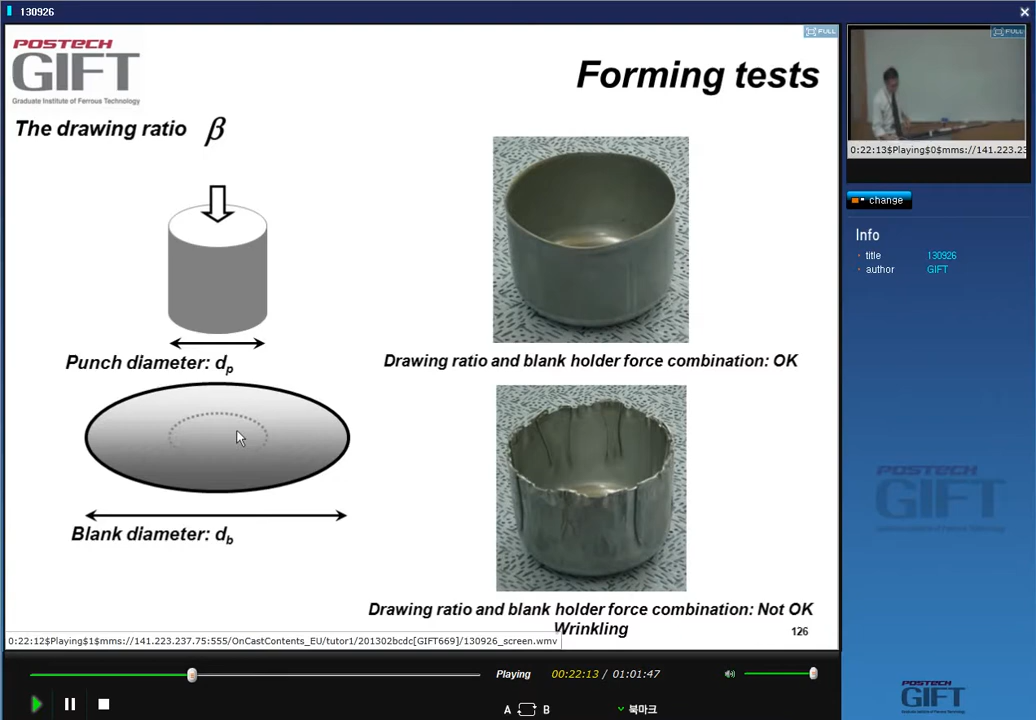 130926
POSTECH
GIFT
Graduate Institute of Ferrous Technology
Forming tests
FULL
The drawing ratio β
Punch diameter: dp
Blank diameter: db
Drawing ratio and blank holder force combination: OK
Drawing ratio and blank holder force combination: Not OK
Wrinkling
126
0:22:12$Playing$1$mms://141.223.237.75:555/OnCastContents_EU/tutor1/201302bcdc[GIFT669]/130926_screen.wmv
Playing
00:22:13 / 01:01:47
A B
북마크
FULL
0:22:13$Playing$0$mms://141.223.23
change
Info
title 130926
author GIFT
POSTECH
GIFT
POSTECH
GIFT